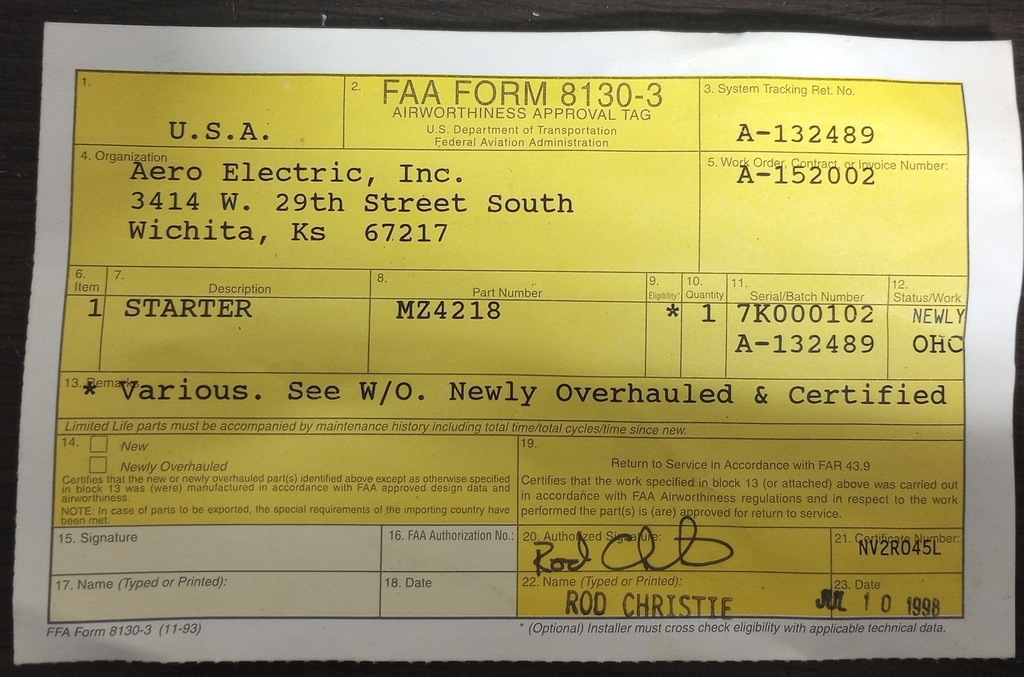 1.
U.S.A.
2. FAA FORM 8130-3
AIRWORTHINESS APPROVAL TAG
U.S. Department of Transportation
Federal Aviation Administration
3. System Tracking Ret. No.
A-132489
4. Organization
Aero Electric, Inc.
3414 W. 29th Street South
Wichita, Ks 67217
5. Work Order, Contract, or Invoice Number:
A-152002
6. Item
7. Description
8. Part Number
9. Eligibility*
10. Quantity
11. Serial/Batch Number
12. Status/Work
1 STARTER MZ4218 * 1 7K000102 NEWLY
A-132489 OHC
13. Remarks
* Various. See W/O. Newly Overhauled & Certified
Limited Life parts must be accompanied by maintenance history including total time/total cycles/time since new.
14. New
Newly Overhauled
Certifies that the new or newly overhauled part(s) identified above except as otherwise specified
in block 13 was (were) manufactured in accordance with FAA approved design data and
airworthiness.
NOTE: In case of parts to be exported, the special requirements of the importing country have
been met.
19.
Return to Service in Accordance with FAR 43.9
Certifies that the work specified in block 13 (or attached) above was carried out
in accordance with FAA Airworthiness regulations and in respect to the work
performed the part(s) is (are) approved for return to service.
15. Signature
16. FAA Authorization No.:
20. Authorized Signature:
Rod
21. Certificate Number:
NV2R045L
17. Name (Typed or Printed):
18. Date
22. Name (Typed or Printed):
ROD CHRISTIE
23. Date
JUL 10 1998
FFA Form 8130-3 (11-93)
* (Optional) Installer must cross check eligibility with applicable technical data.